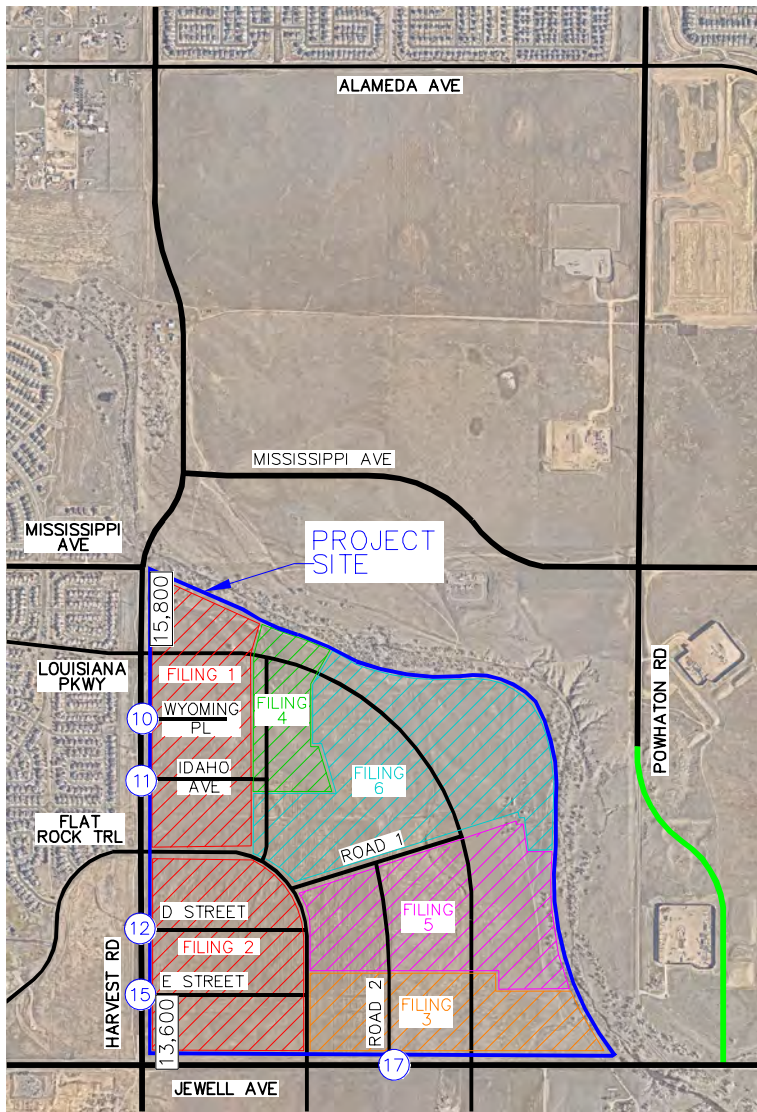 ALAMEDA AVE
MISSISSIPPI AVE
MISSISSIPPI
AVE
PROJECT
SITE
15,800
LOUISIANA
PKWY
FILING 1
FILING
4
10
WYOMING
PL
POWHATON RD
11
IDAHO
AVE
FILING
6
FLAT
ROCK TRL
ROAD 1
D STREET
12
FILING
5
FILING 2
HARVEST RD
E STREET
15
13,600
ROAD 2
FILING
3
17
JEWELL AVE